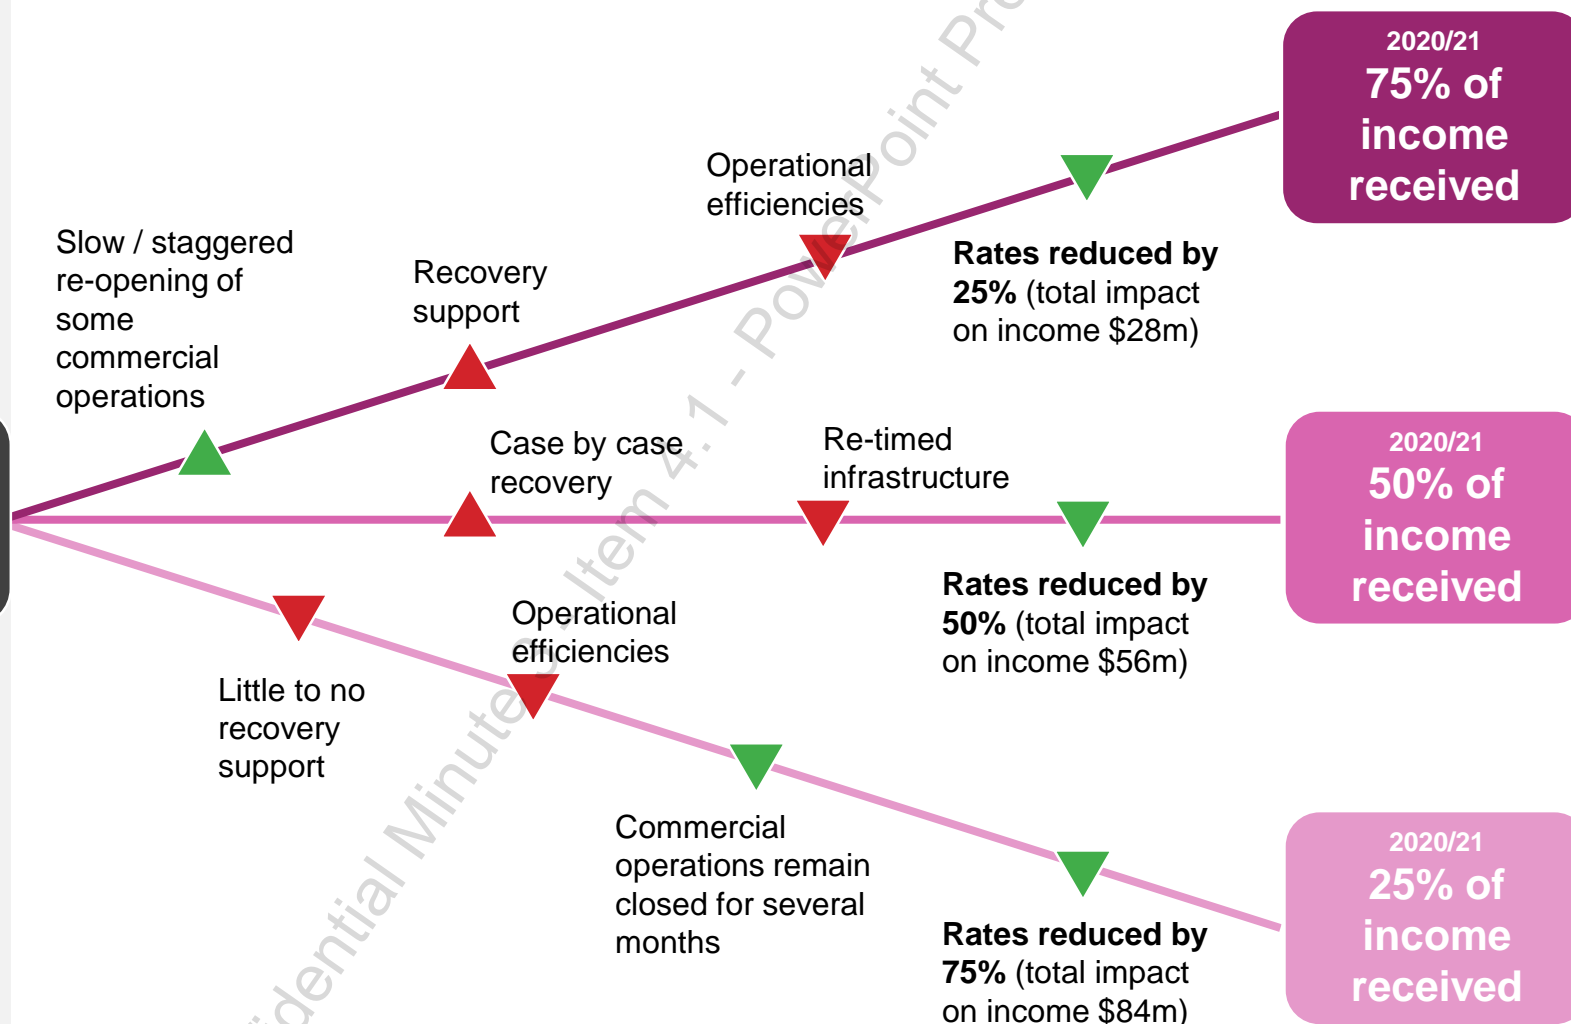 2020/21
75% of
income
received
Operational
efficiencies
Slow / staggered
re-opening of
some
commercial
operations
Recovery
support
Rates reduced by
25% (total impact
on income $28m)
Case by case
recovery
Re-timed
infrastructure
2020/21
50% of
income
received
Rates reduced by
50% (total impact
on income $56m)
Operational
efficiencies
Little to no
recovery
support
Commercial
operations remain
closed for several
months
2020/21
25% of
income
received
Rates reduced by
75% (total impact
on income $84m)
Minutes - Item 4.1 - PowerPoint